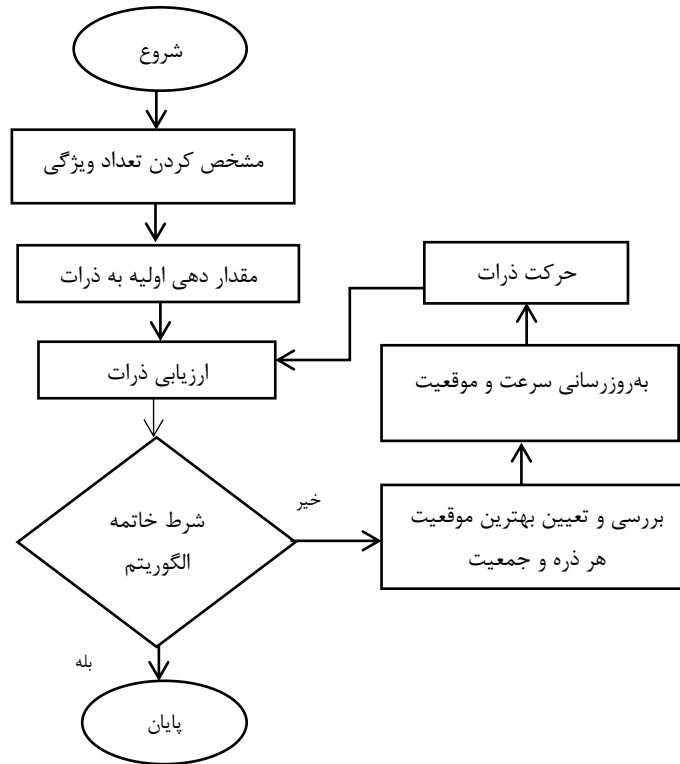 شروع
مشخص کردن تعداد ویژگی
مقدار دهی اولیه به ذرات
ارزیابی ذرات
شرط خاتمه
الگوریتم
خیر
بررسی و تعیین بهترین موقعیت
هر ذره و جمعیت
به‌روزرسانی سرعت و موقعیت
حرکت ذرات
بله
پایان